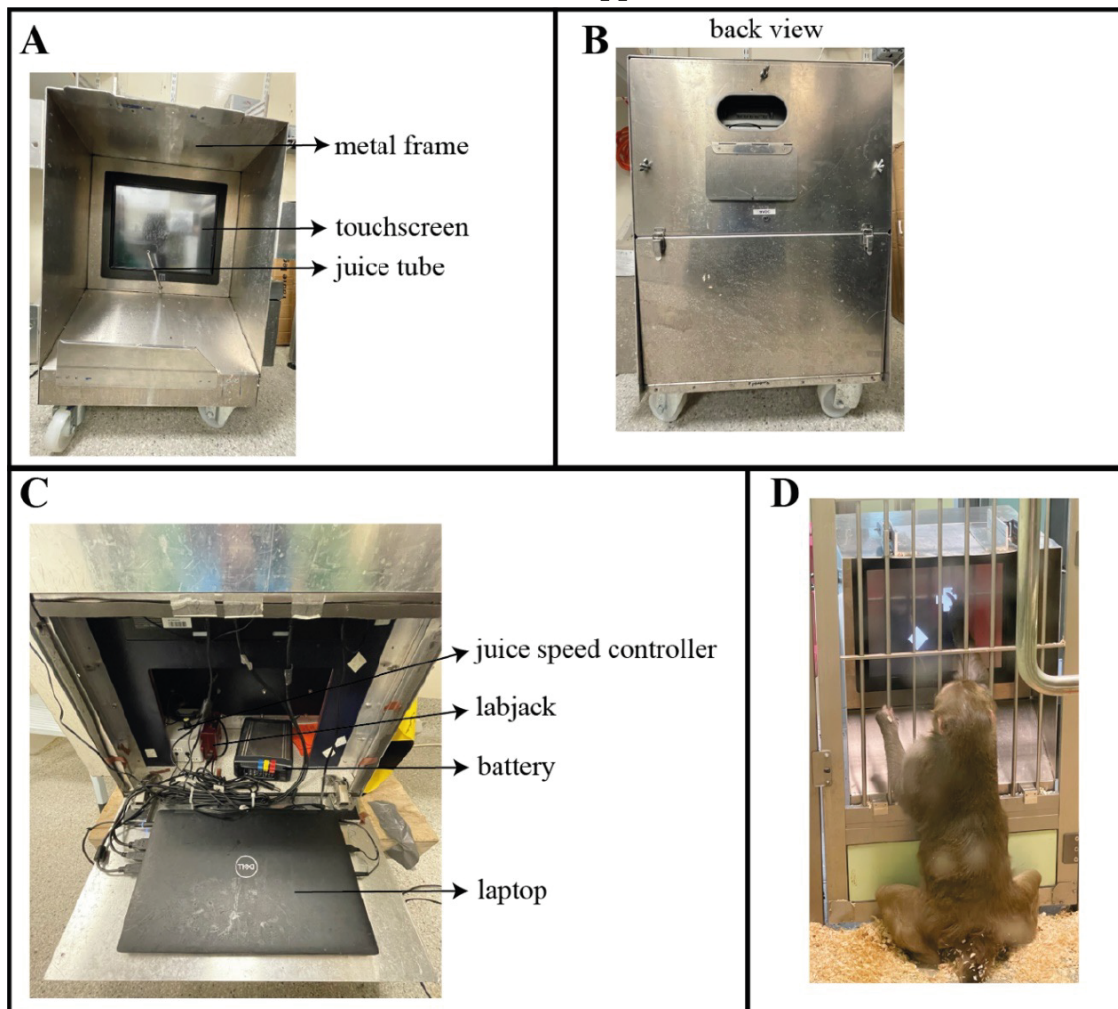 A
metal frame
touchscreen
juice tube
B
back view
C
juice speed controller
labjack
battery
laptop
DELL
D